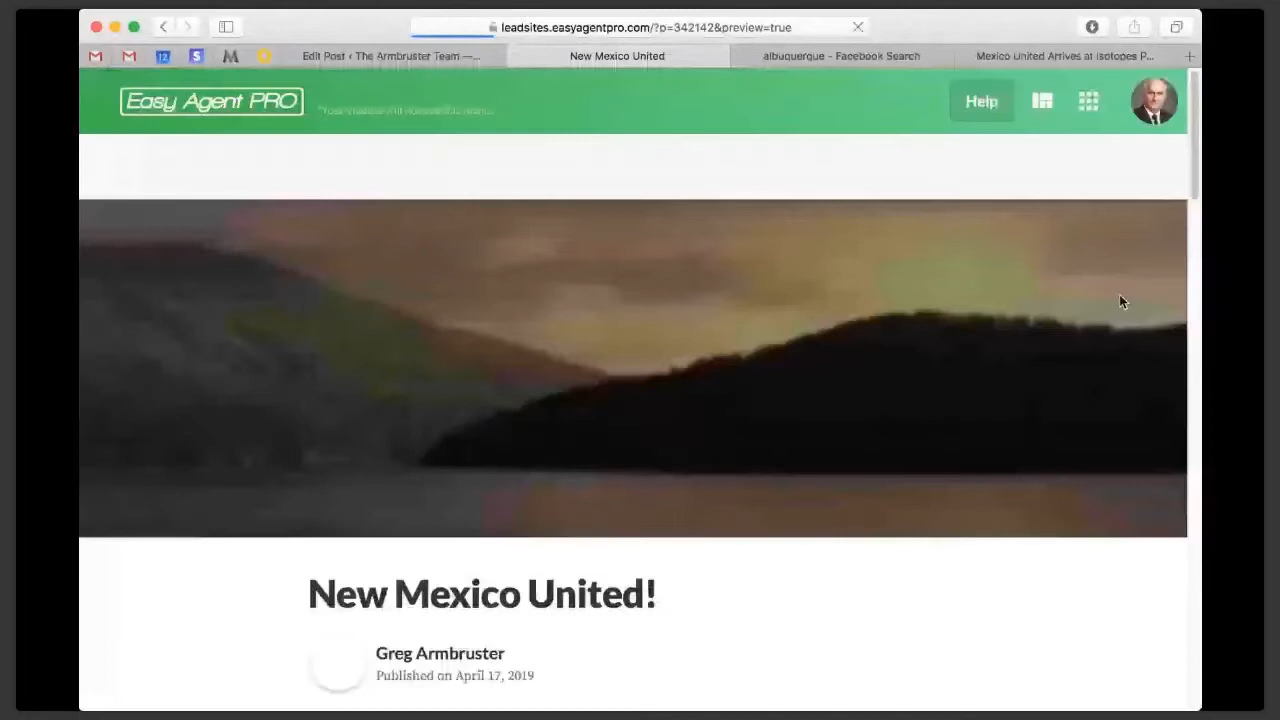 leadsites.easyagentpro.com/?p=342142&preview=true
12
S
M
Edit Post ‹ The Armbruster Team —...
New Mexico United
albuquerque - Facebook Search
Mexico United Arrives at Isotopes P...
Easy Agent PRO
Help
New Mexico United!
Greg Armbruster
Published on April 17, 2019